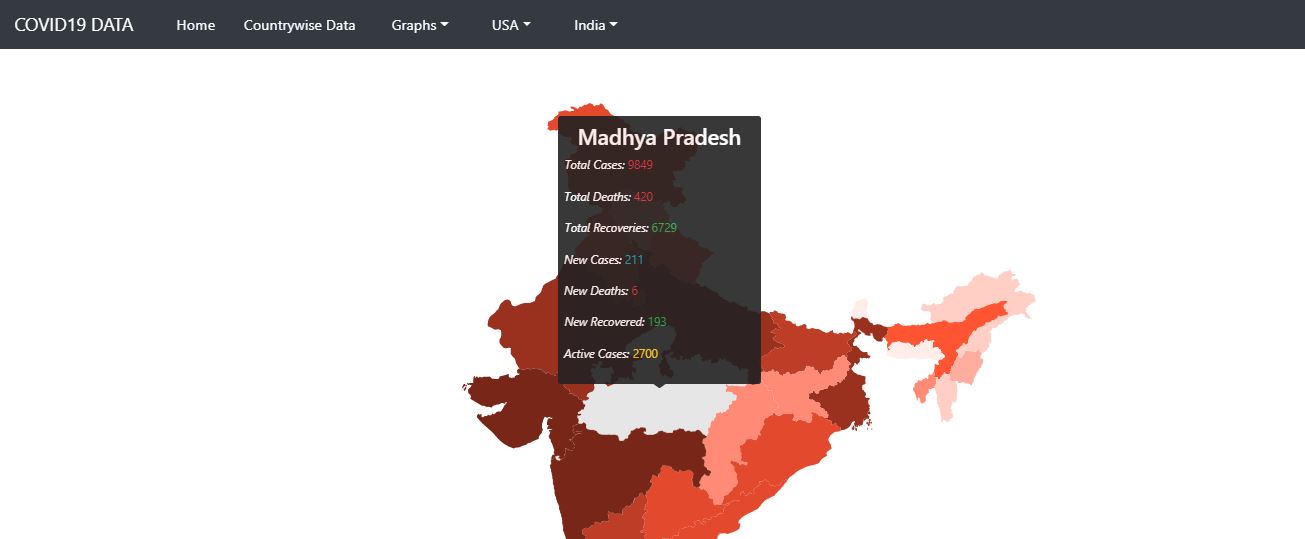 COVID19 DATA Home Countrywise Data Graphs USA India
Madhya Pradesh
Total Cases: 9849
Total Deaths: 420
Total Recoveries: 6729
New Cases: 211
New Deaths: 6
New Recovered: 193
Active Cases: 2700